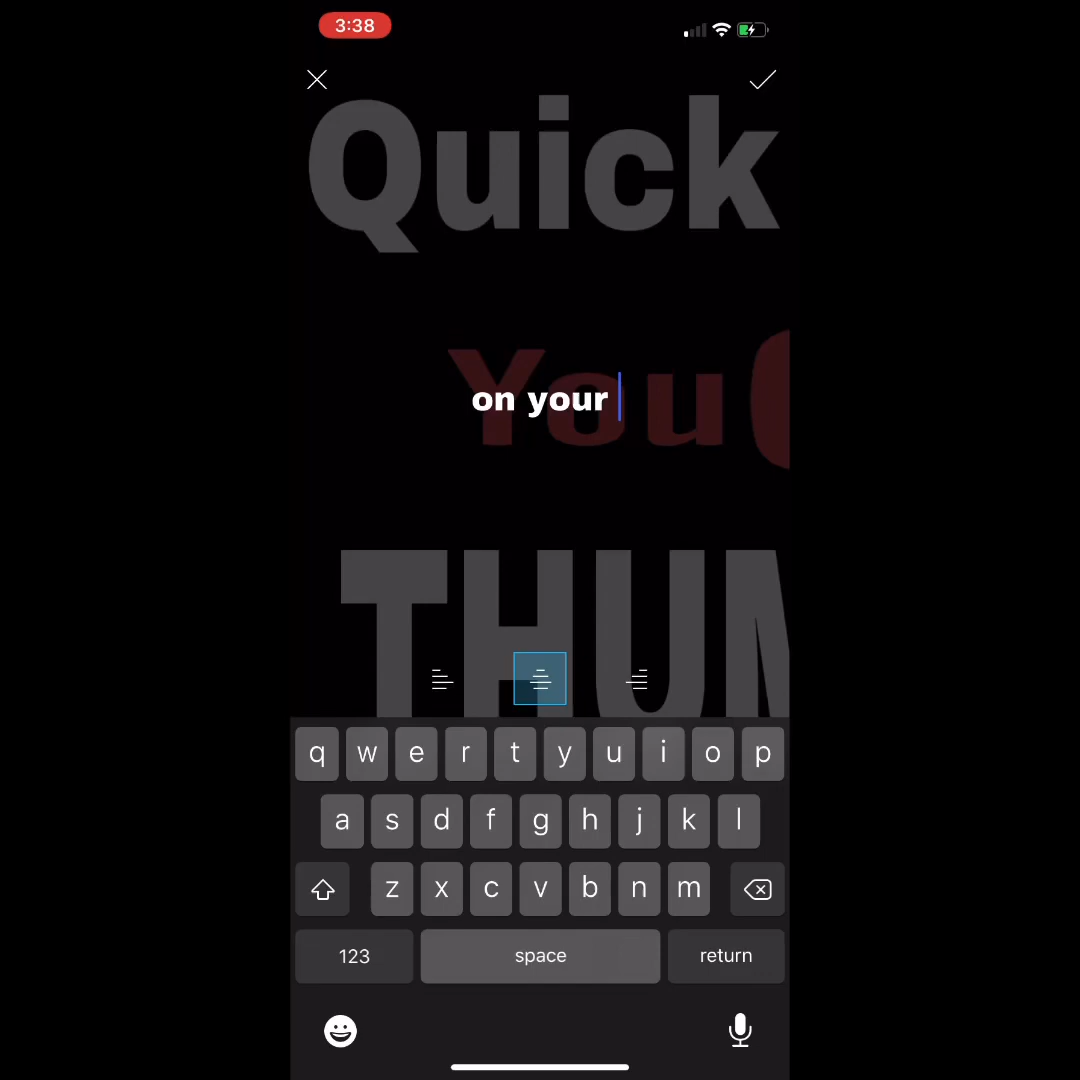 3:38
Quick
You
on your
THUM
q w e r t y u i o p
a s d f g h j k l
z x c v b n m
123 space return